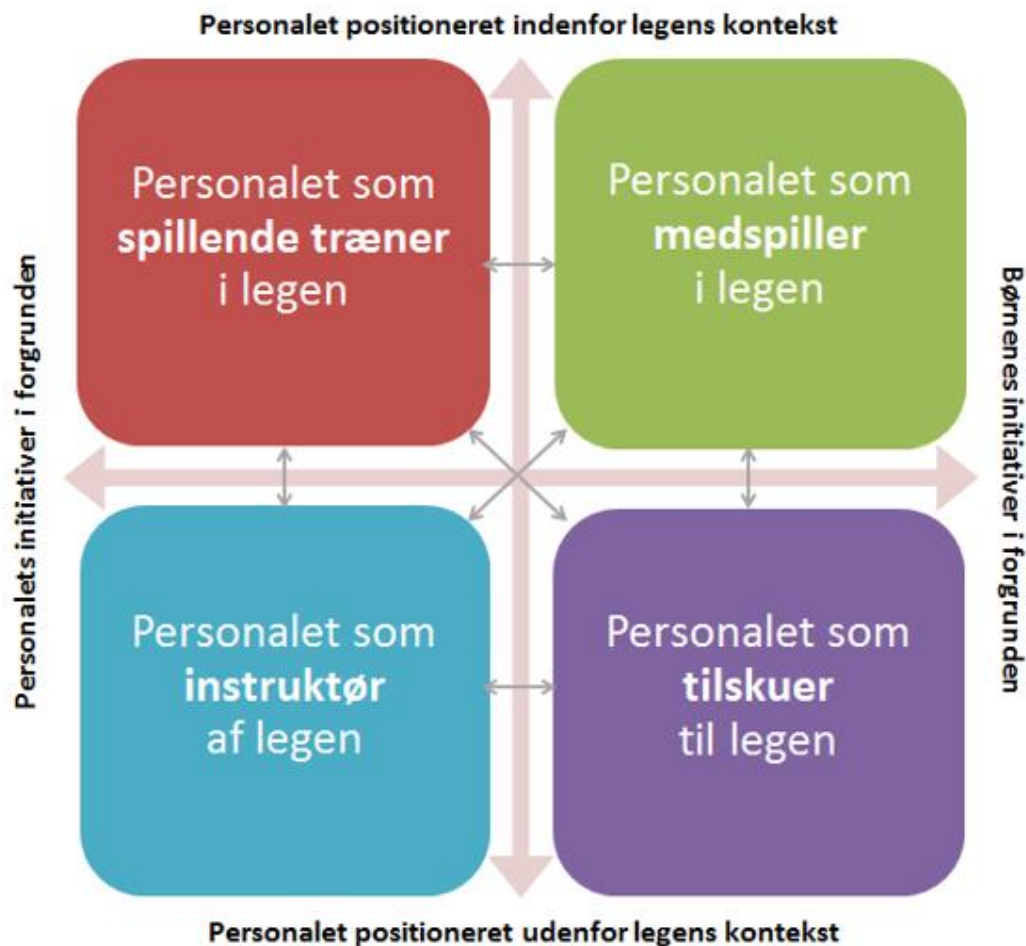 Personalet positioneret indenfor legens kontekst
Personalet som
spillende træner
i legen
Personalet som
medspiller
i legen
Personalets initiativer i forgrunden
Børnenes initiativer i forgrunden
Personalet som
instruktør
af legen
Personalet som
tilskuer
til legen
Personalet positioneret udenfor legens kontekst